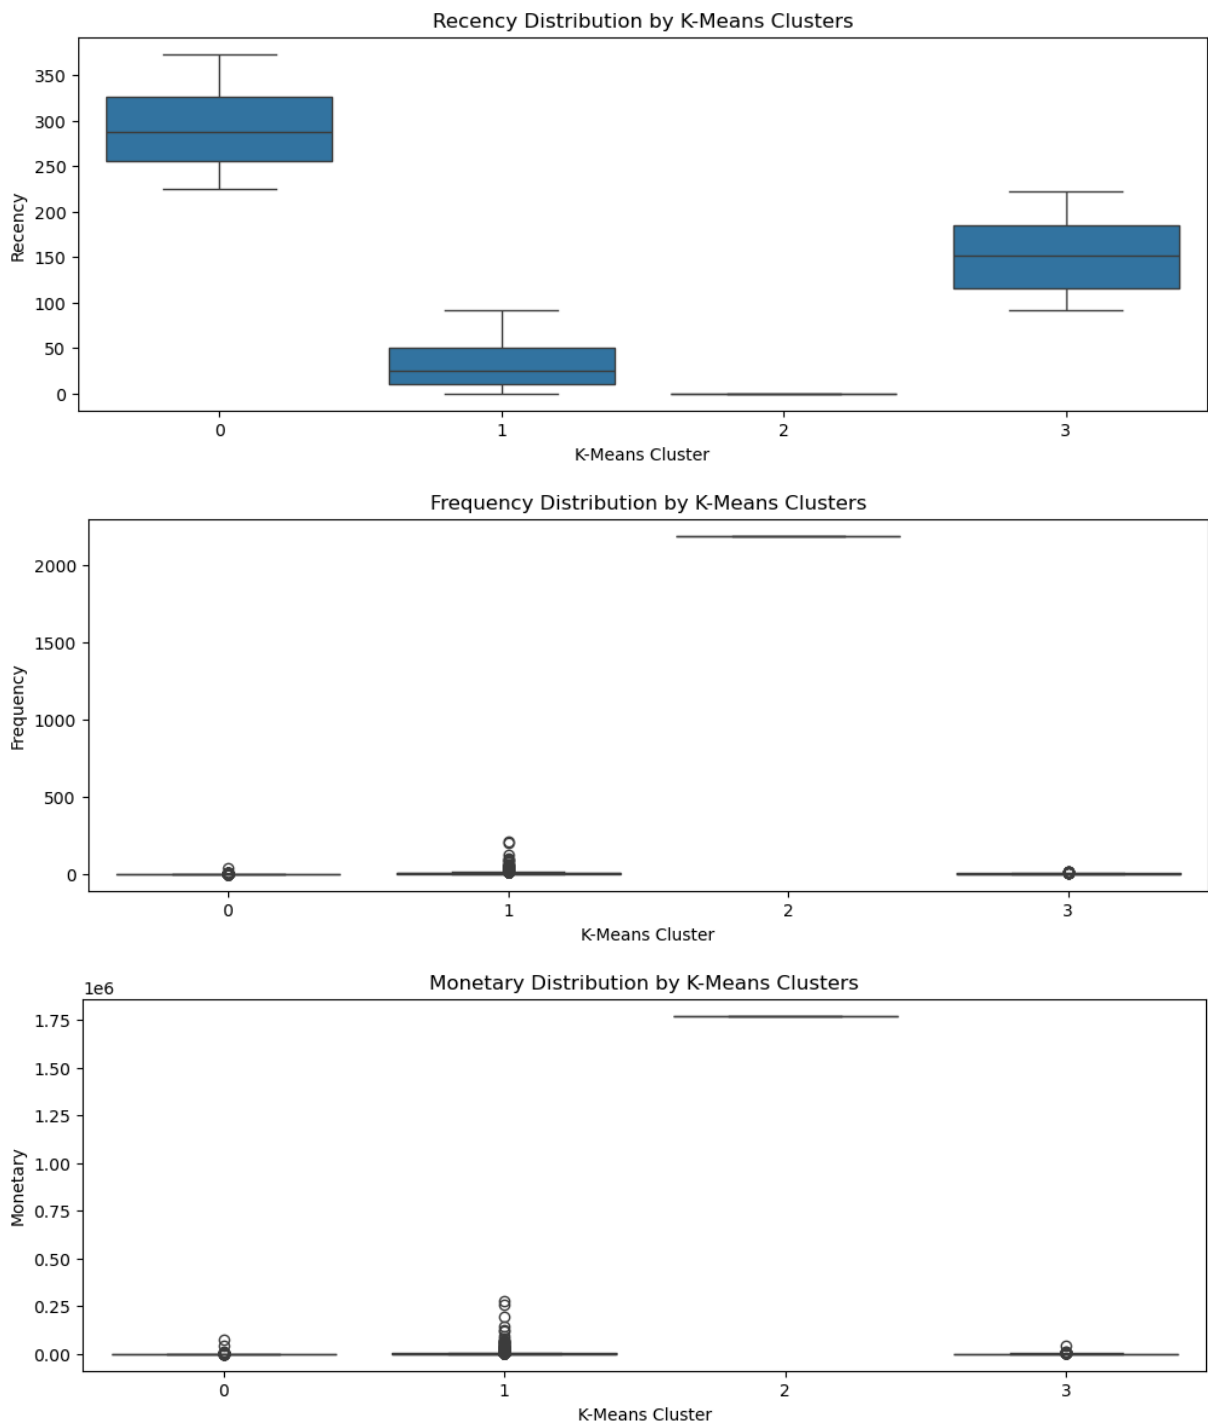 Recency Distribution by K-Means Clusters
350
300
250
200
150
100
50
0
Recency
0 1 2 3
K-Means Cluster
Frequency Distribution by K-Means Clusters
2000
1500
1000
500
0
Frequency
0 1 2 3
K-Means Cluster
Monetary Distribution by K-Means Clusters
1e6
1.75
1.50
1.25
1.00
0.75
0.50
0.25
0.00
Monetary
0 1 2 3
K-Means Cluster